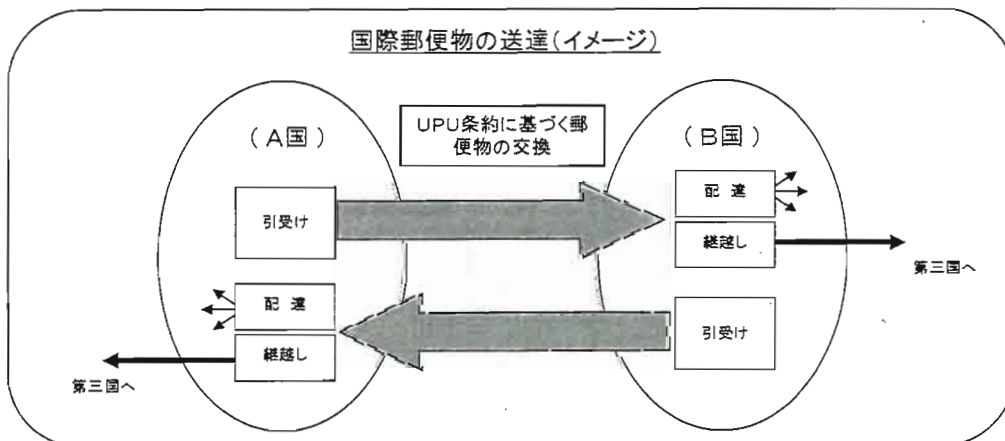 国際郵便物の送達(イメージ)
(A国)
UPU条約に基づく郵
便物の交換
(B国)
引受け
配 達
継越し
第三国へ
配 達
継越し
第三国へ
引受け